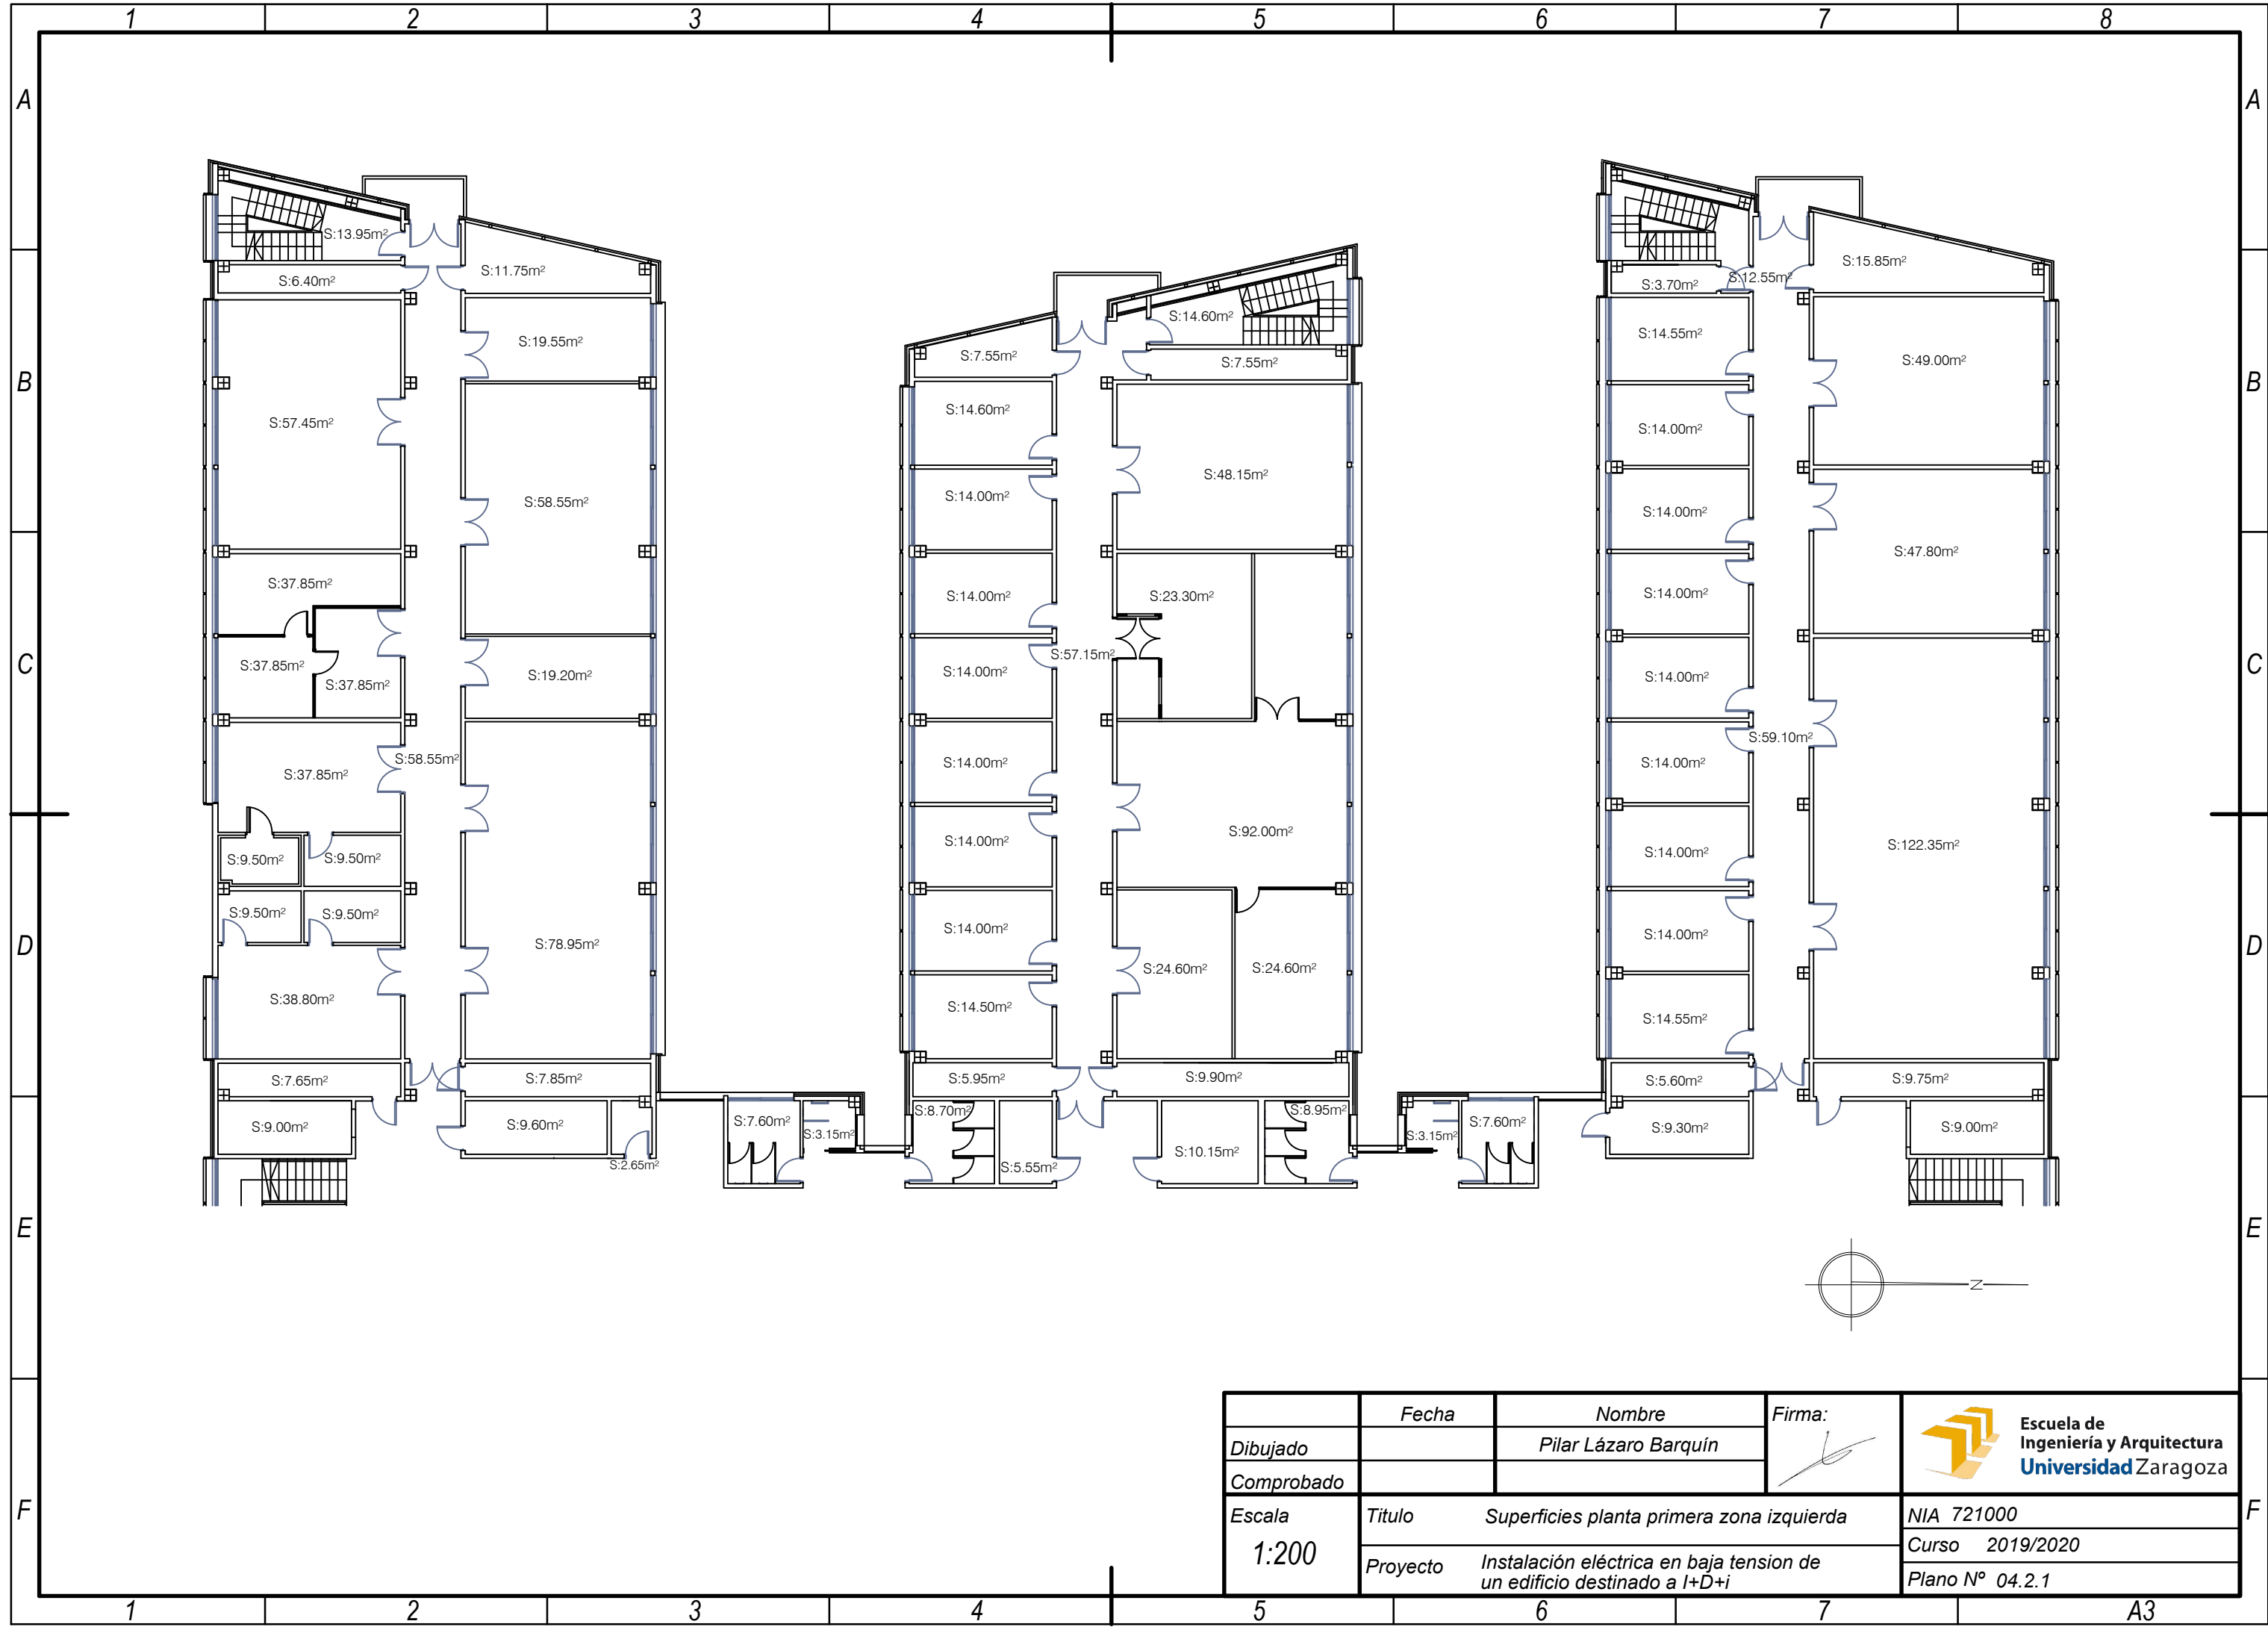 1 2 3 4 5 6 7 8
A A
B B
C C
D D
E E
F F
S:13.95m²
S:6.40m²
S:11.75m²
S:19.55m²
S:57.45m²
S:58.55m²
S:37.85m²
S:37.85m²
S:37.85m²
S:19.20m²
S:58.55m²
S:37.85m²
S:9.50m²
S:9.50m²
S:9.50m²
S:9.50m²
S:78.95m²
S:38.80m²
S:7.65m²
S:7.85m²
S:9.00m²
S:9.60m²
S:2.65m²
S:7.60m²
S:3.15m²
S:14.60m²
S:7.55m²
S:7.55m²
S:14.60m²
S:48.15m²
S:14.00m²
S:14.00m²
S:23.30m²
S:57.15m²
S:14.00m²
S:14.00m²
S:92.00m²
S:14.00m²
S:14.00m²
S:24.60m²
S:24.60m²
S:14.50m²
S:5.95m²
S:9.90m²
S:8.70m²
S:8.95m²
S:5.55m²
S:10.15m²
S:3.15m²
S:7.60m²
S:15.85m²
S:12.55m²
S:3.70m²
S:14.55m²
S:49.00m²
S:14.00m²
S:14.00m²
S:47.80m²
S:14.00m²
S:14.00m²
S:59.10m²
S:14.00m²
S:14.00m²
S:122.35m²
S:14.00m²
S:14.55m²
S:5.60m²
S:9.75m²
S:9.30m²
S:9.00m²
N
Fecha Nombre Firma:
Dibujado Pilar Lázaro Barquín
Comprobado
Escala
1:200
Titulo Superficies planta primera zona izquierda
Proyecto Instalación eléctrica en baja tension de
un edificio destinado a I+D+i
Escuela de
Ingeniería y Arquitectura
Universidad Zaragoza
NIA 721000
Curso 2019/2020
Plano Nº 04.2.1
1 2 3 4 5 6 7 A3